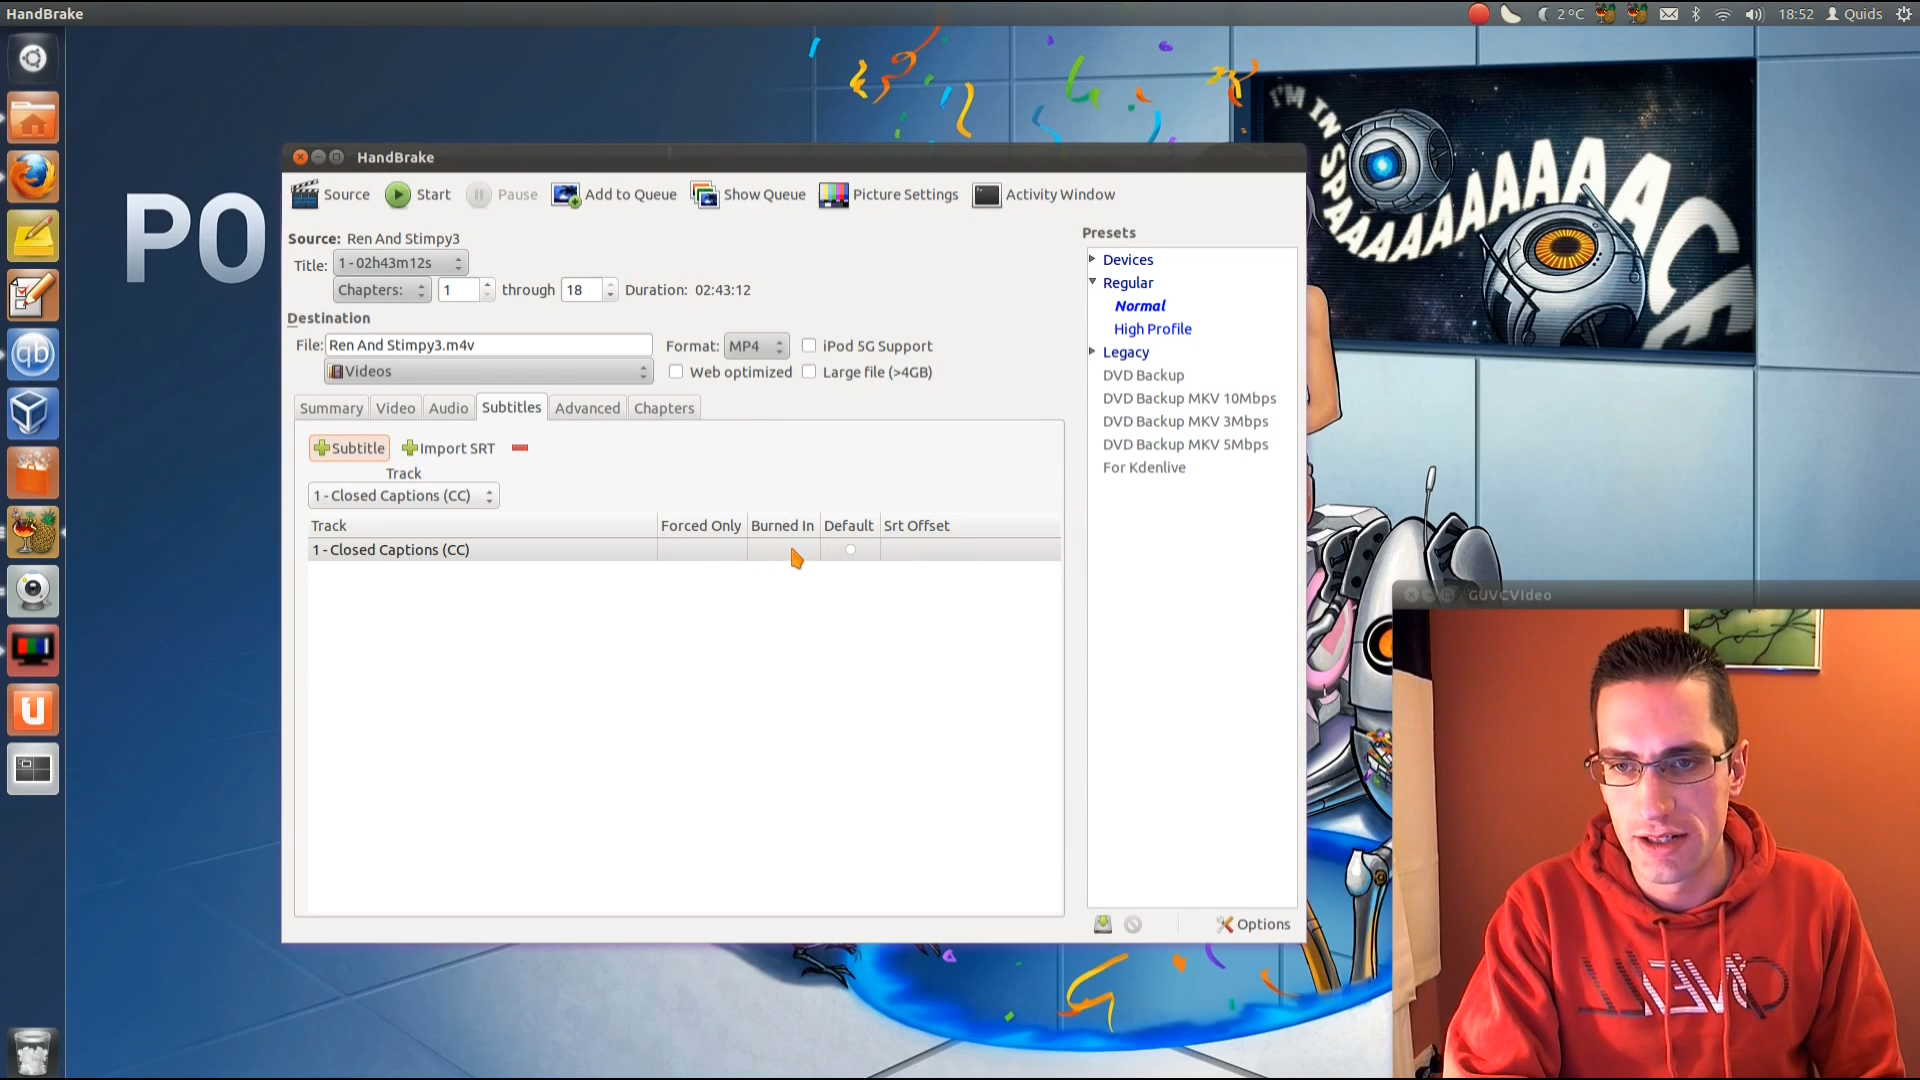 HandBrake
2 °C
18:52
Quids
I'M IN SPAAAAAAAAAAAACE
PO
HandBrake
Source Start Pause Add to Queue Show Queue Picture Settings Activity Window
Source: Ren And Stimpy3
Title: 1 - 02h43m12s
Chapters: 1 through 18 Duration: 02:43:12
Destination
File: Ren And Stimpy3.m4v Format: MP4 iPod 5G Support
Videos Web optimized Large file (>4GB)
Summary Video Audio Subtitles Advanced Chapters
Subtitle Import SRT
Track
1 - Closed Captions (CC)
Track Forced Only Burned In Default Srt Offset
1 - Closed Captions (CC)
Presets
Devices
Regular
Normal
High Profile
Legacy
DVD Backup
DVD Backup MKV 10Mbps
DVD Backup MKV 3Mbps
DVD Backup MKV 5Mbps
For Kdenlive
Options
GUVCVideo
qb
U